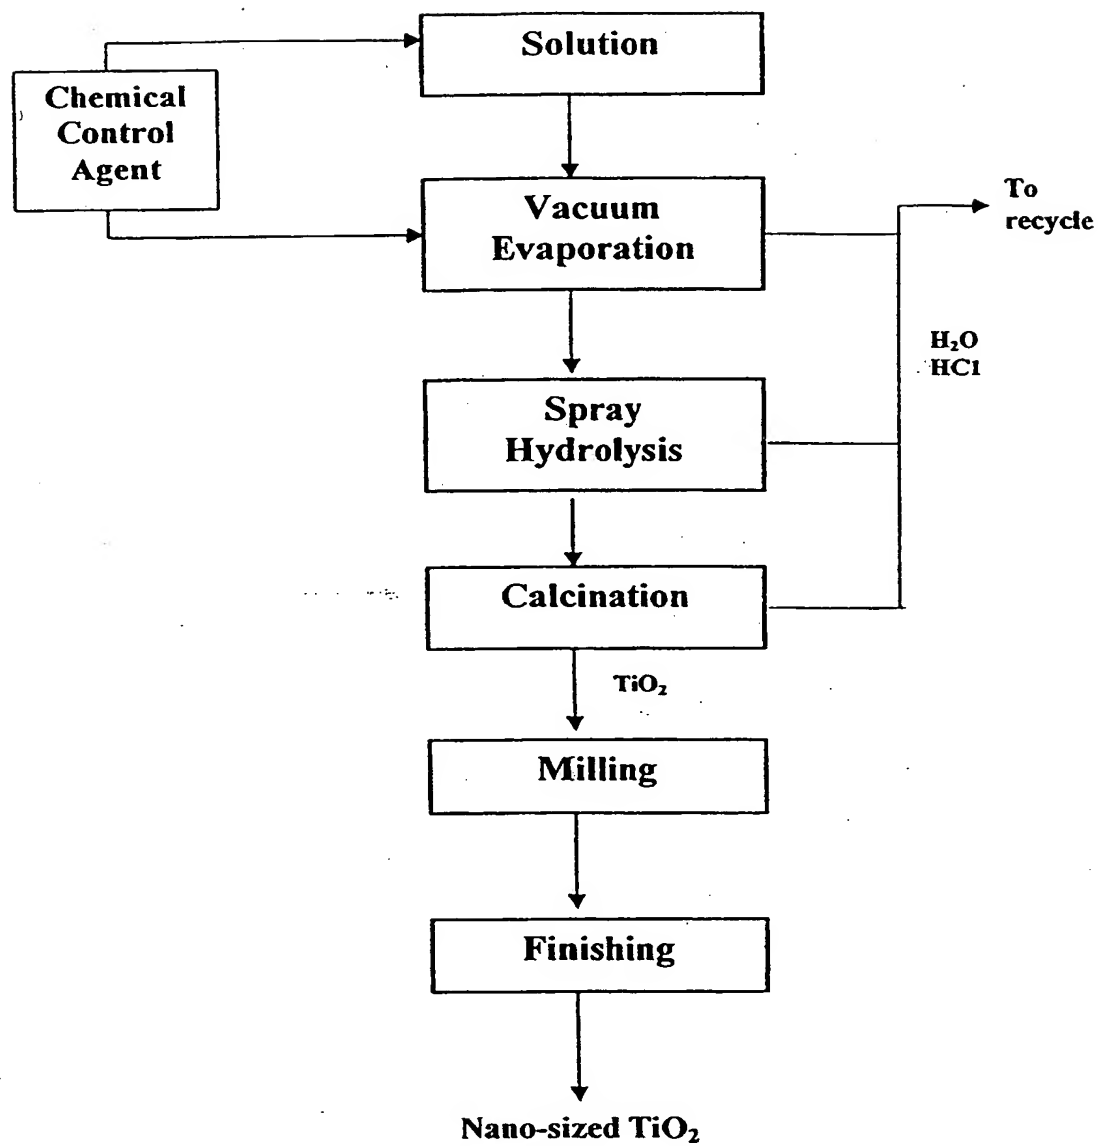 Solution
Chemical
Control
Agent
Vacuum
Evaporation
To
recycle
H₂O
HCl
Spray
Hydrolysis
Calcination
TiO₂
Milling
Finishing
Nano-sized TiO₂